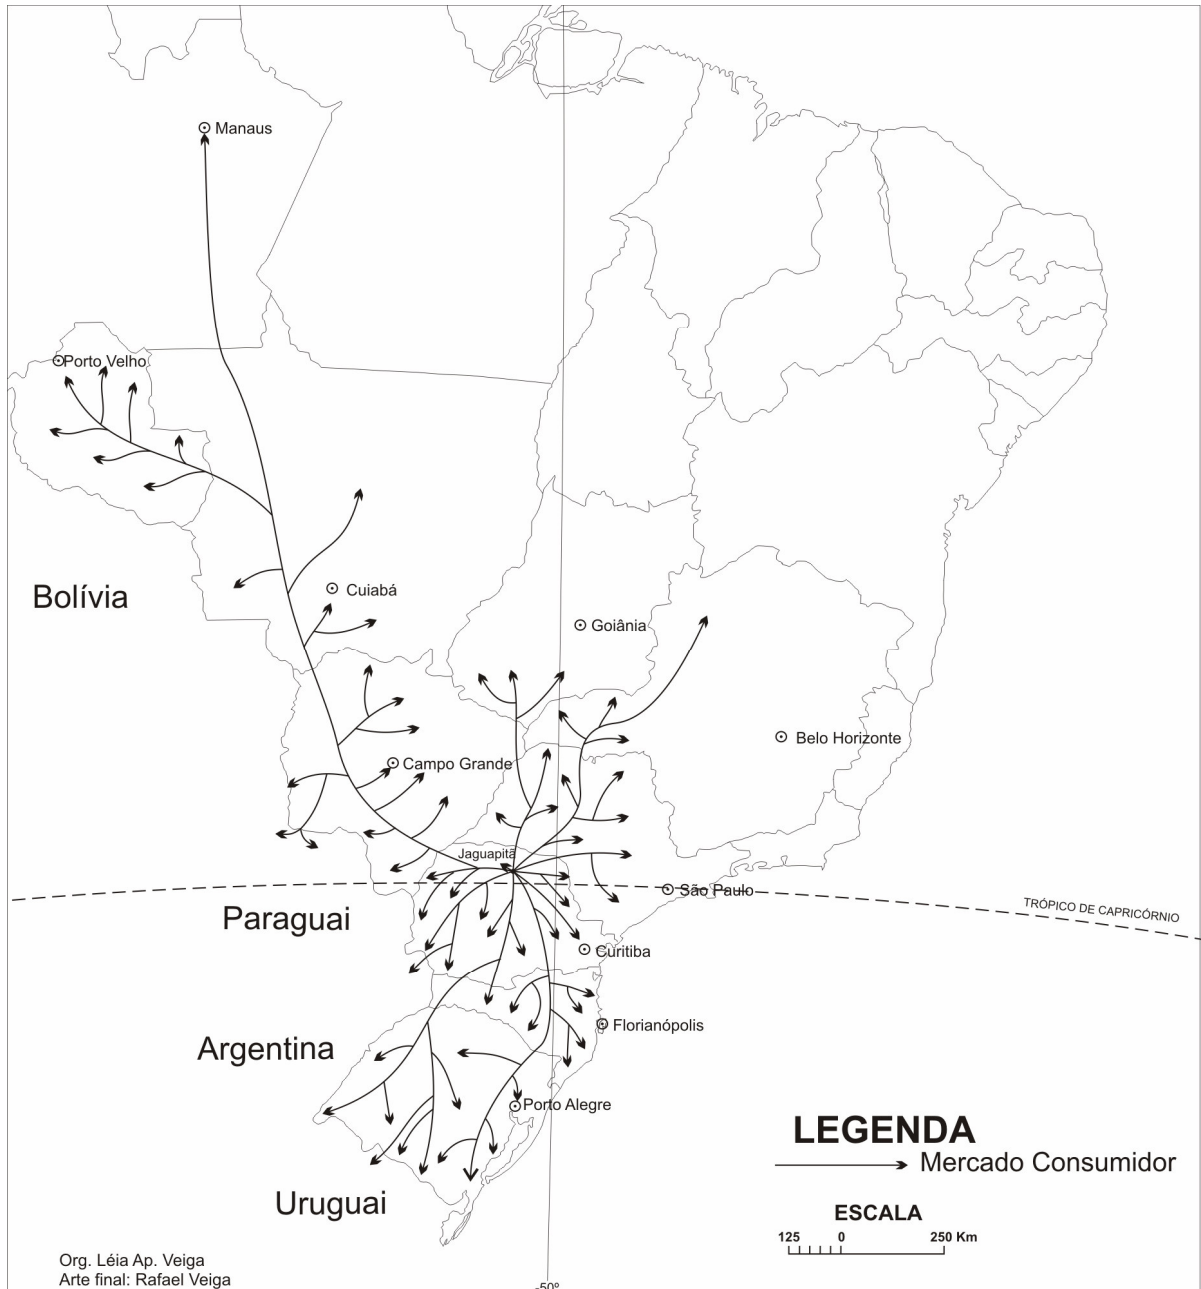 Manaus
Porto Velho
Bolívia
Cuiabá
Goiânia
Belo Horizonte
Campo Grande
Jaguapitã
São Paulo
TRÓPICO DE CAPRICÓRNIO
Paraguai
Curitiba
Florianópolis
Argentina
Porto Alegre
LEGENDA
Mercado Consumidor
Uruguai
ESCALA
125 0 250 Km
Org. Léia Ap. Veiga
Arte final: Rafael Veiga
-50º